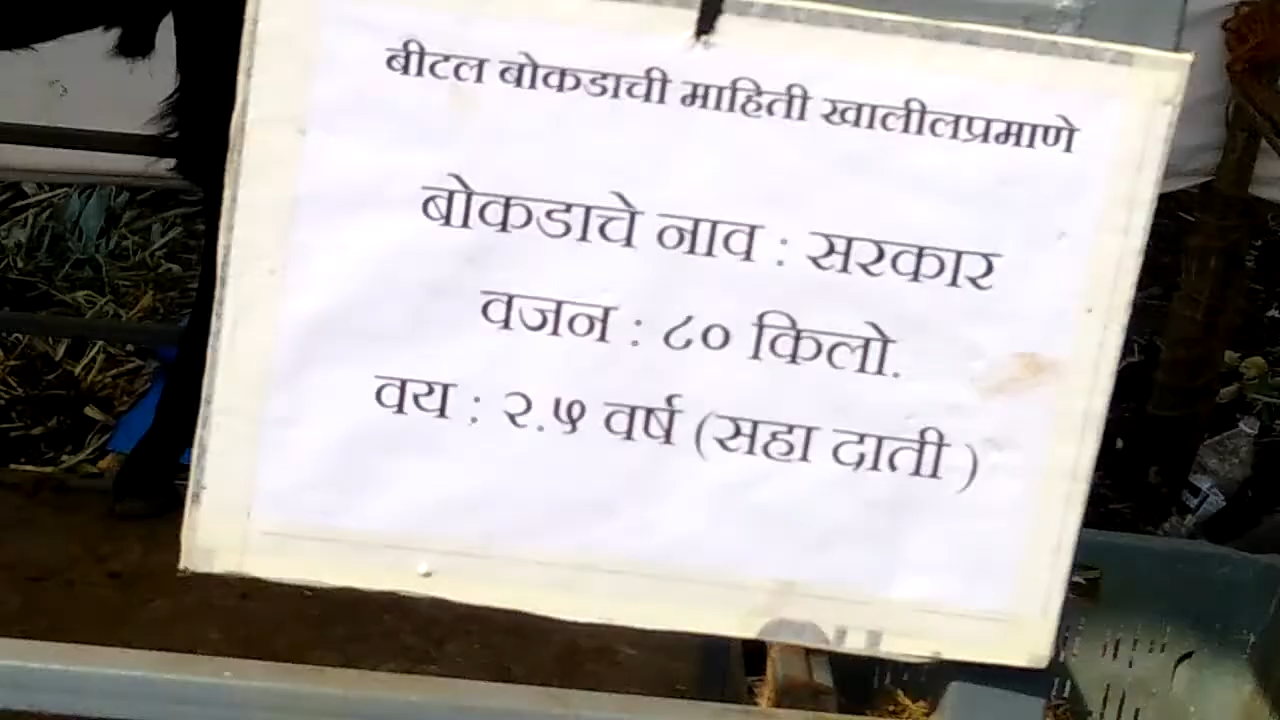 बीटल बोकडाची माहिती खालीलप्रमाणे
बोकडाचे नाव : सरकार
वजन : ८० किलो.
वय : २.५ वर्ष (सहा दाती )